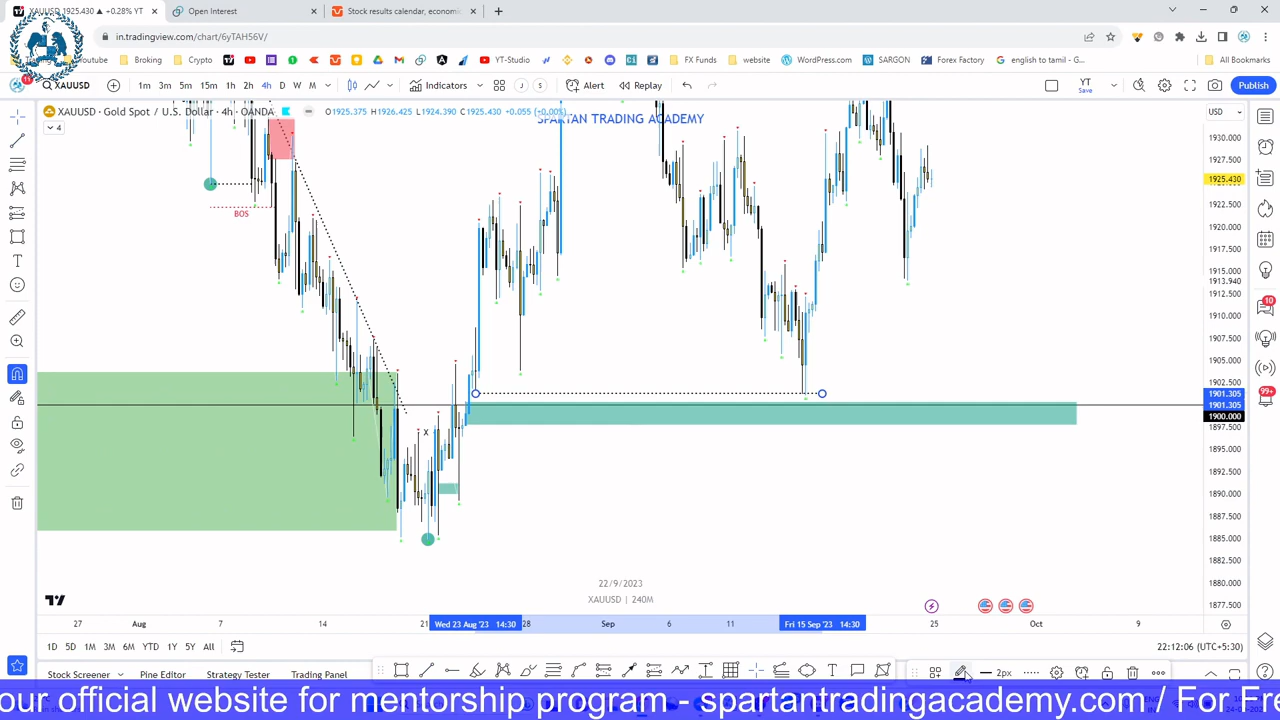 XAUUSD 1925.430 ▲ +0.28% YT-Drawing
Open Interest
Stock results calendar, economic
in.tradingview.com/chart/6yTAH56V/
Youtube
Broking
Crypto
YT-Studio
FX Funds
website
WordPress.com
SARGON
Forex Factory
english to tamil - G...
All Bookmarks
XAUUSD
1m 3m 5m 15m 1h 2h 4h D W M
Indicators
Alert
Replay
YT
Save
Publish
XAUUSD · Gold Spot / U.S. Dollar · 4h · OANDA
O1925.375 H1926.425 L1924.390 C1925.430 +0.055 (+0.00%)
SPARTAN TRADING ACADEMY
USD
4
BOS
X
1930.000
1927.500
1925.430
1922.500
1920.000
1917.500
1915.000
1913.940
1912.500
1910.000
1907.500
1905.000
1902.500
1901.305
1901.305
1900.000
1897.500
1895.000
1892.500
1890.000
1887.500
1885.000
1882.500
1880.000
1877.500
10
99+
22/9/2023
XAUUSD | 240M
27 Aug 7 14 21 Wed 23 Aug '23 14:30 28 Sep 6 11 Fri 15 Sep '23 14:30 25 Oct 9
1D 5D 1M 3M 6M YTD 1Y 5Y All
22:12:06 (UTC+5:30)
Stock Screener
Pine Editor
Strategy Tester
Trading Panel
2px
our official website for mentorship program - spartantradingacademy.com / For Fre